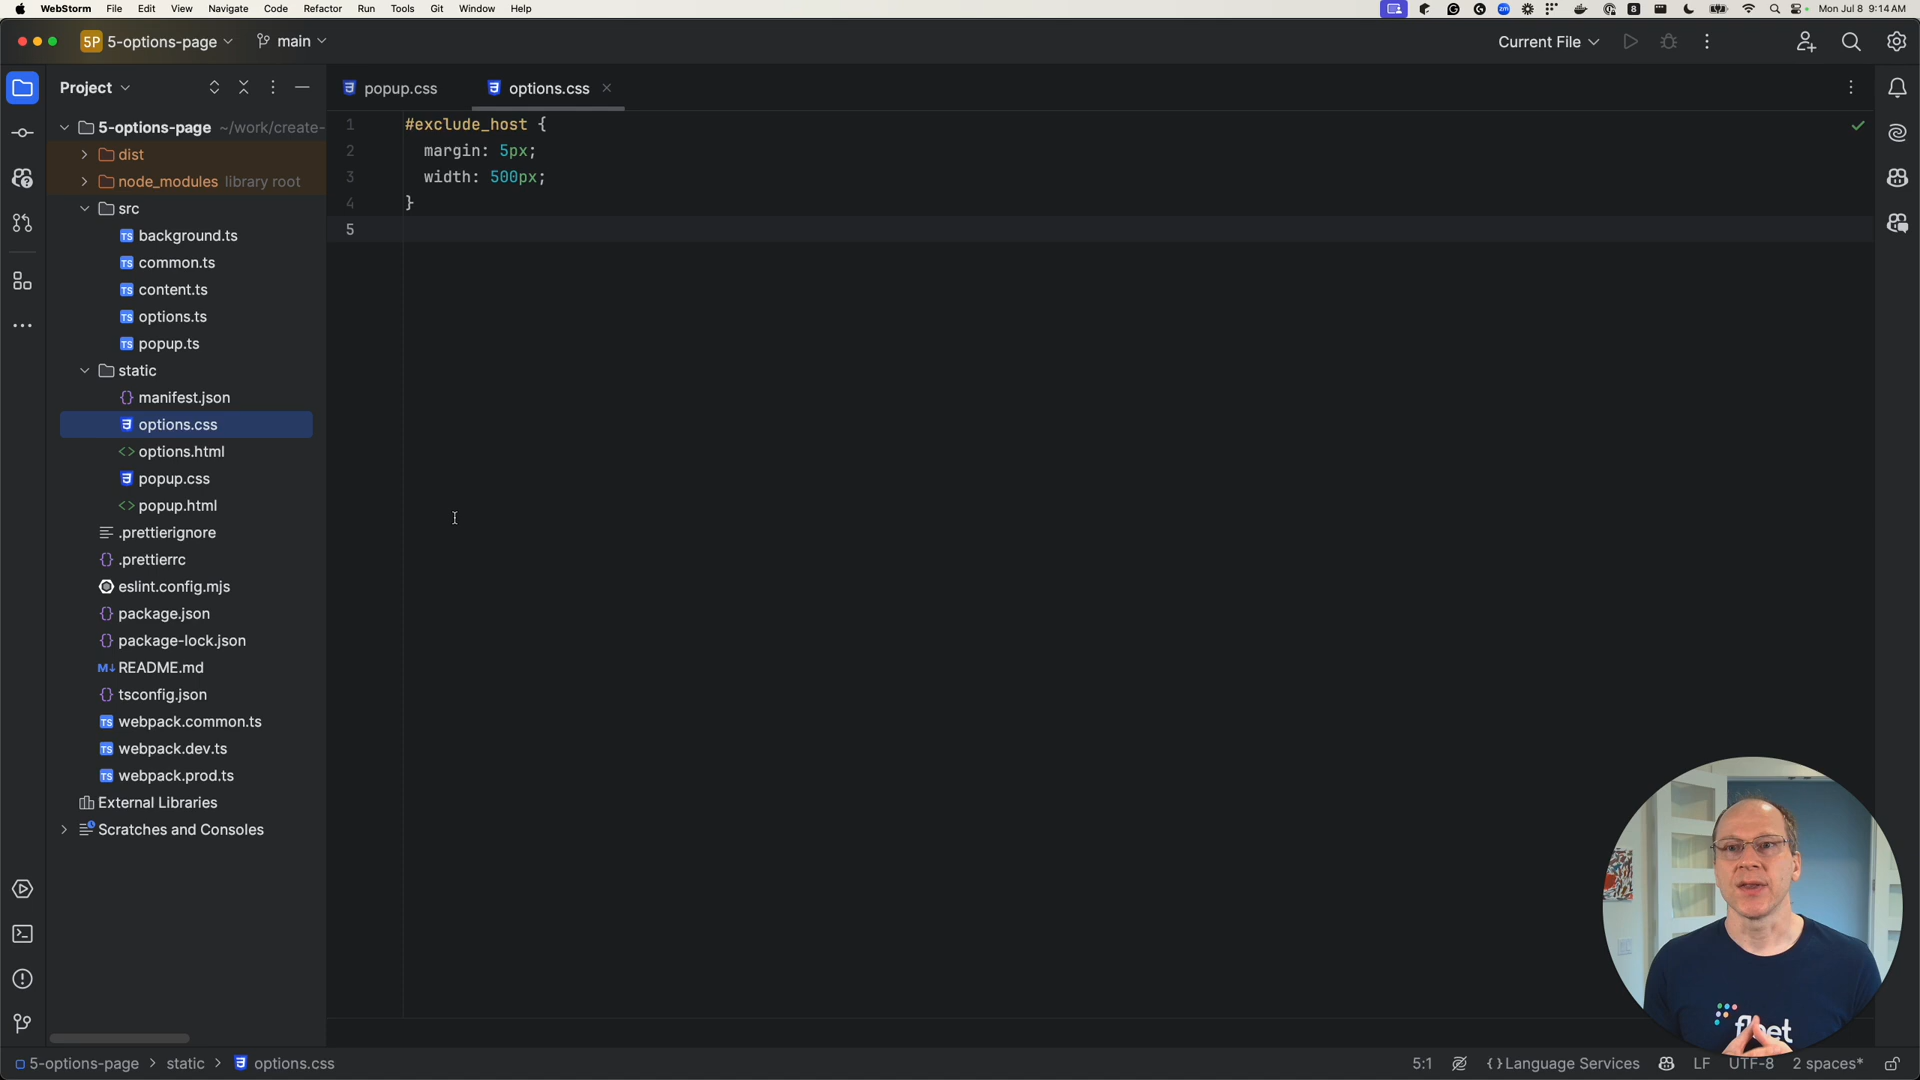 WebStorm File Edit View Navigate Code Refactor Run Tools Git Window Help
Mon Jul 8 9:14 AM
5P 5-options-page main
Current File
Project
popup.css
options.css
5-options-page ~/work/create-
dist
node_modules library root
src
background.ts
common.ts
content.ts
options.ts
popup.ts
static
manifest.json
options.css
options.html
popup.css
popup.html
.prettierignore
.prettierrc
eslint.config.mjs
package.json
package-lock.json
README.md
tsconfig.json
webpack.common.ts
webpack.dev.ts
webpack.prod.ts
External Libraries
Scratches and Consoles
1 #exclude_host {
2 margin: 5px;
3 width: 500px;
4 }
5
5-options-page > static > options.css
5:1 {} Language Services LF UTF-8 2 spaces*